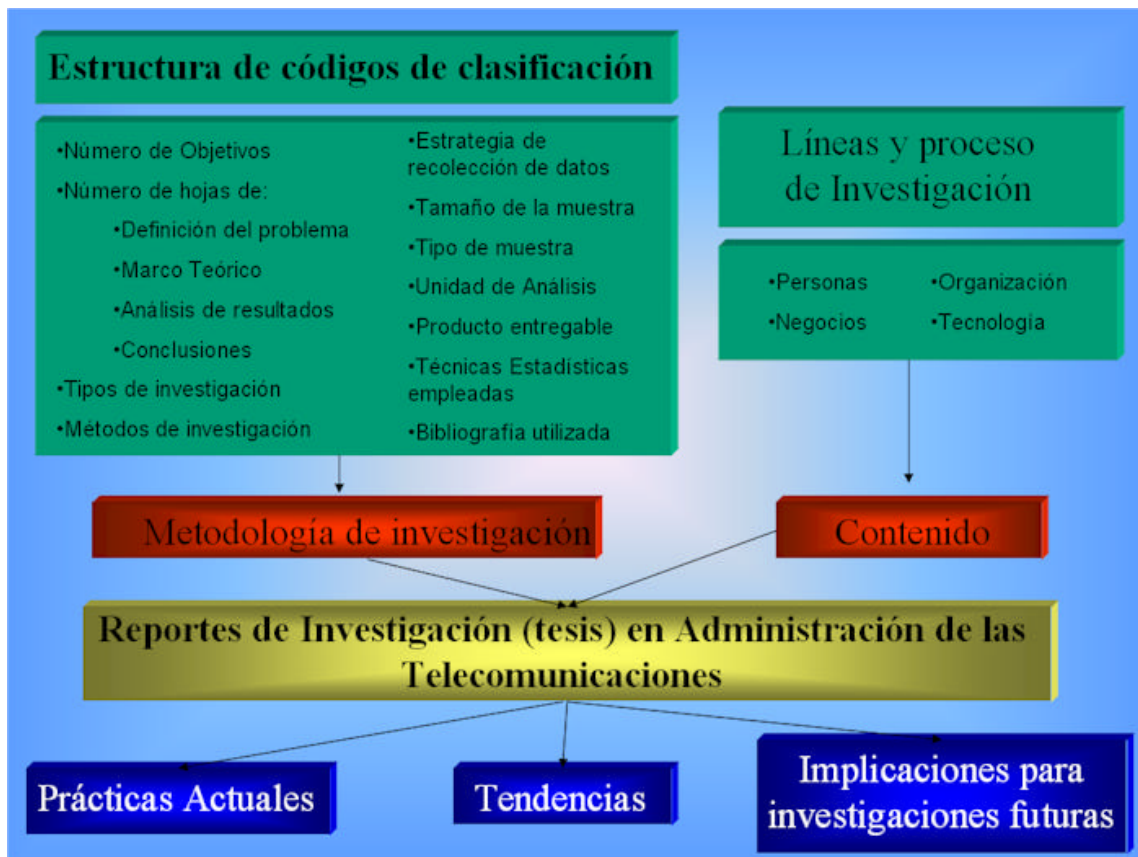 Estructura de códigos de clasificación
•Número de Objetivos
•Número de hojas de:
•Definición del problema
•Marco Teórico
•Análisis de resultados
•Conclusiones
•Tipos de investigación
•Métodos de investigación
•Estrategia de
recolección de datos
•Tamaño de la muestra
•Tipo de muestra
•Unidad de Análisis
•Producto entregable
•Técnicas Estadísticas
empleadas
•Bibliografía utilizada
Líneas y proceso
de Investigación
•Personas
•Organización
•Negocios
•Tecnología
Metodología de investigación
Contenido
Reportes de Investigación (tesis) en Administración de las
Telecomunicaciones
Prácticas Actuales
Tendencias
Implicaciones para
investigaciones futuras